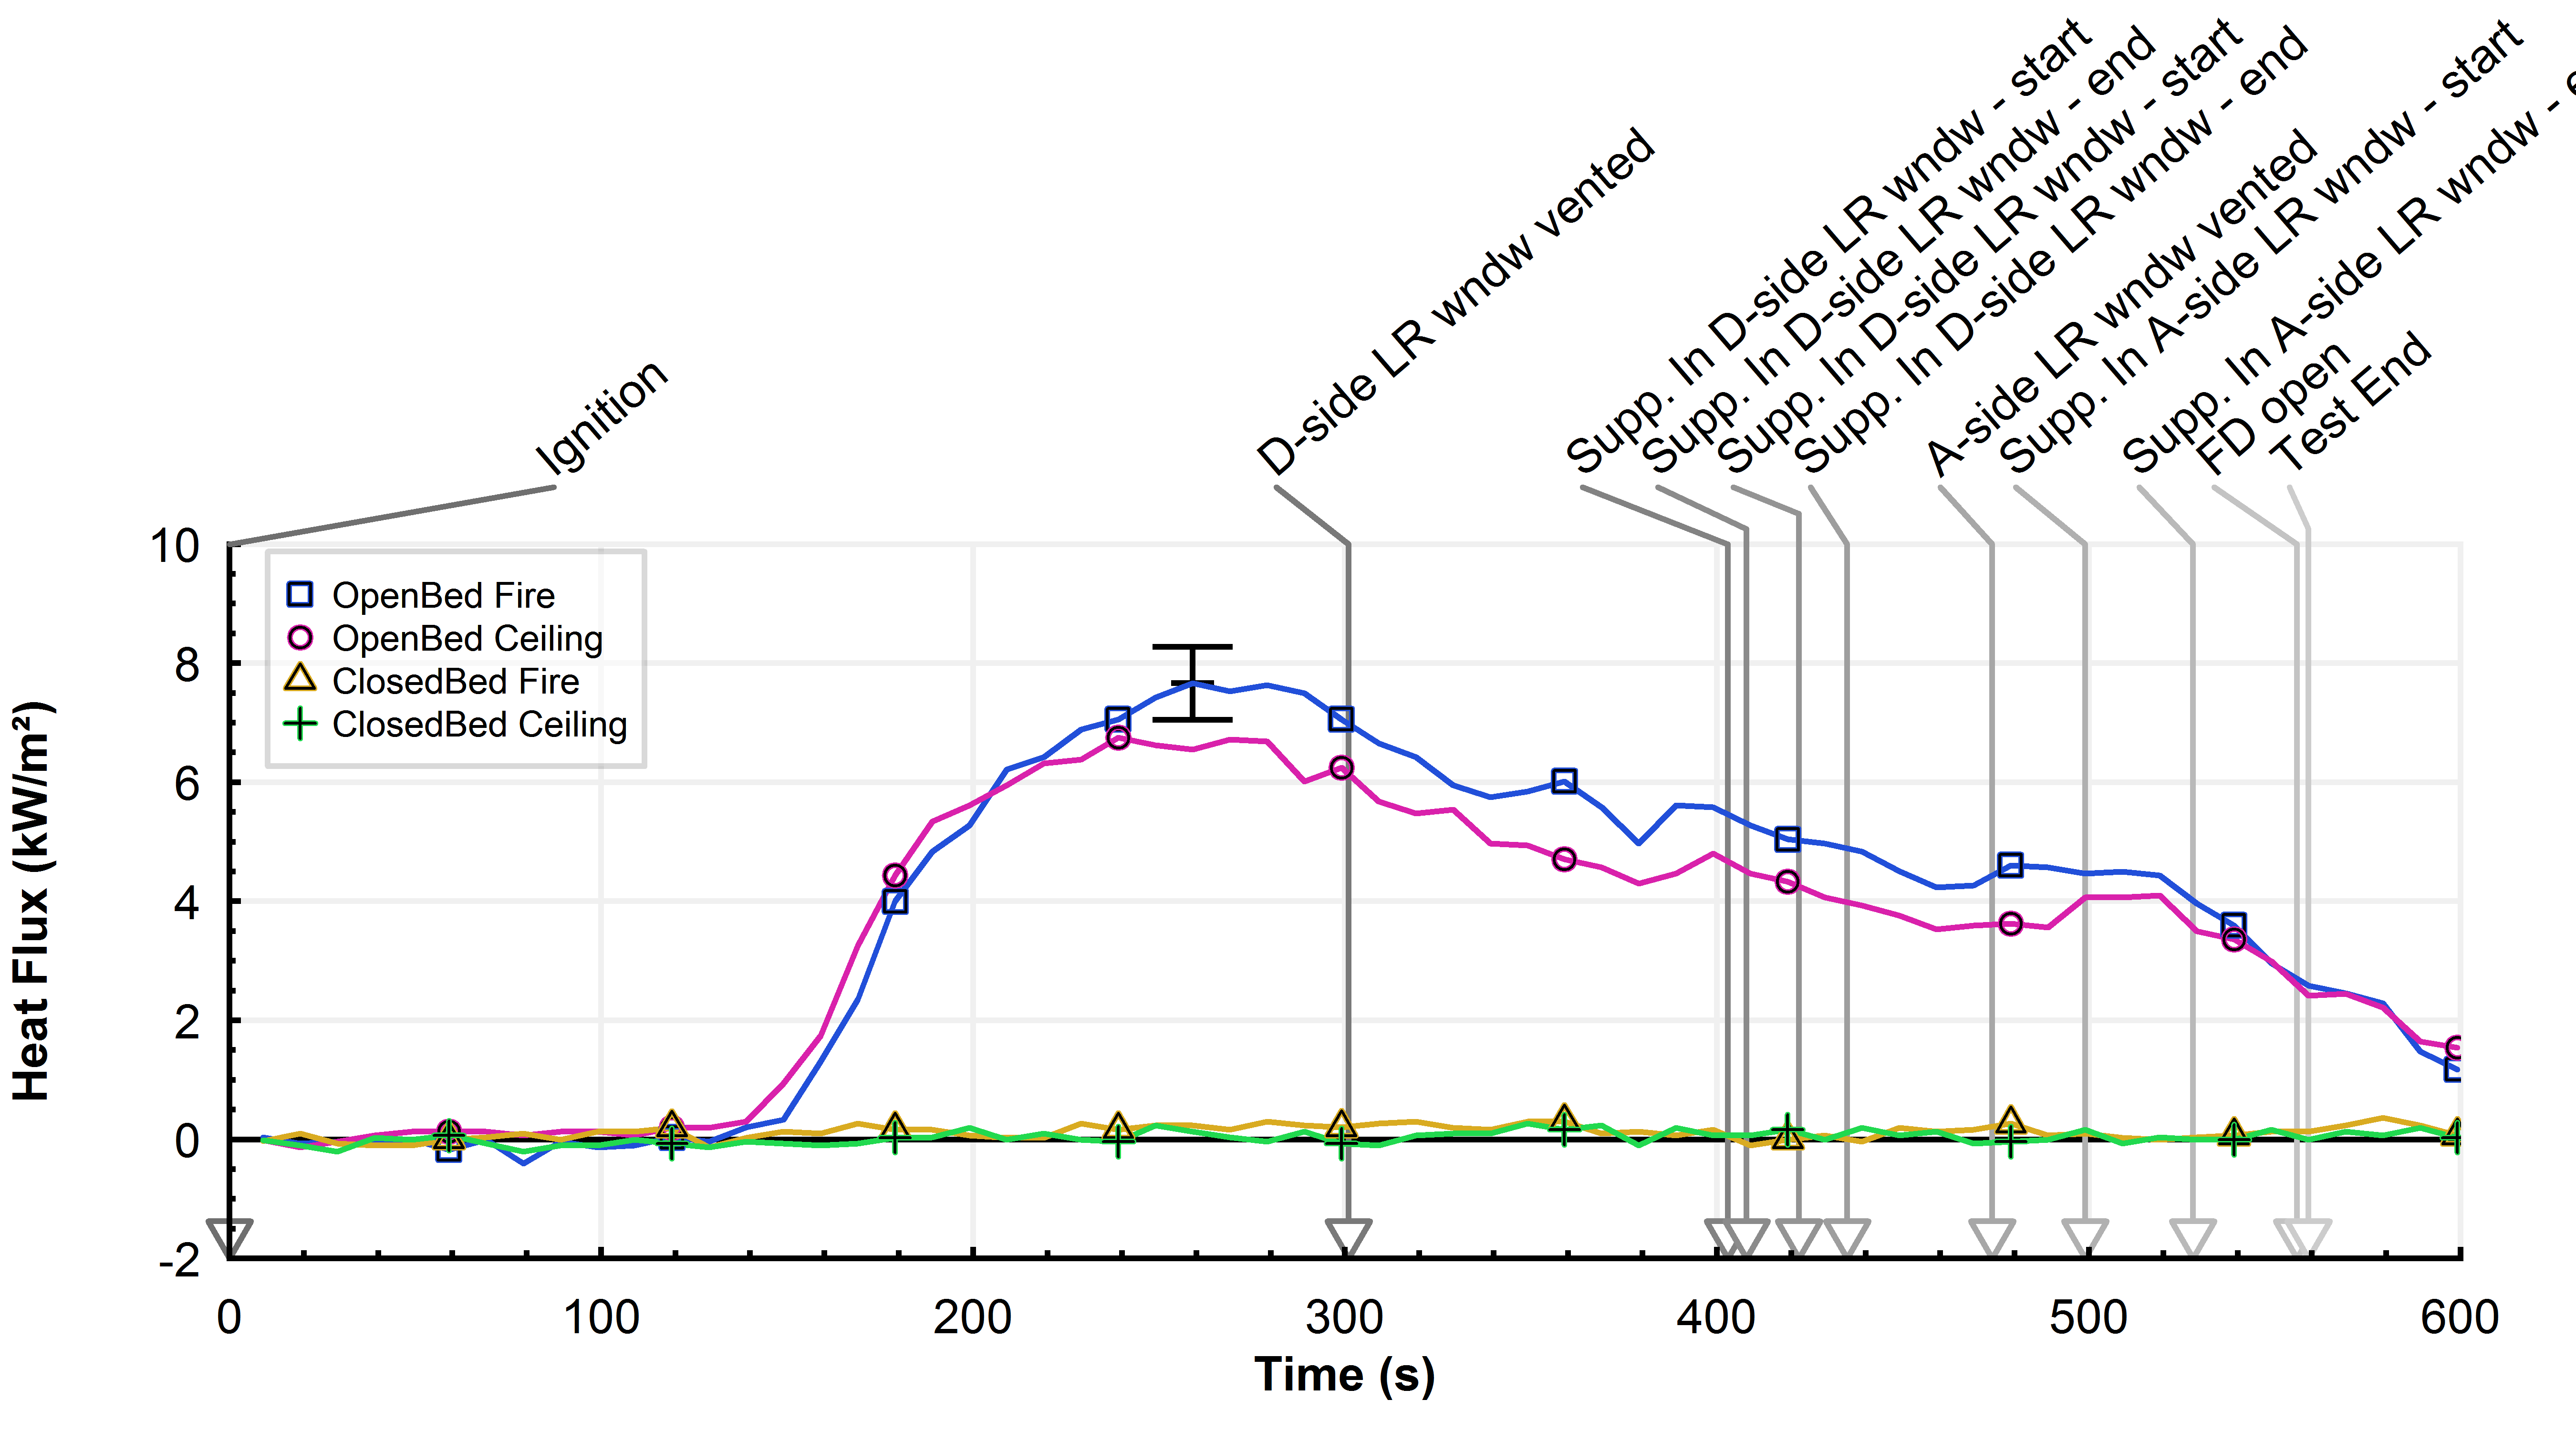 Ignition
D-side LR wndw vented
Supp. In D-side LR wndw - start
Supp. In D-side LR wndw - end
Supp. In D-side LR wndw - start
Supp. In D-side LR wndw - end
A-side LR wndw vented
Supp. In A-side LR wndw - start
Supp. In A-side LR wndw - e
FD open
Test End
OpenBed Fire
OpenBed Ceiling
ClosedBed Fire
ClosedBed Ceiling
Heat Flux (kW/m²)
10
8
6
4
2
0
-2
0 100 200 300 400 500 600
Time (s)